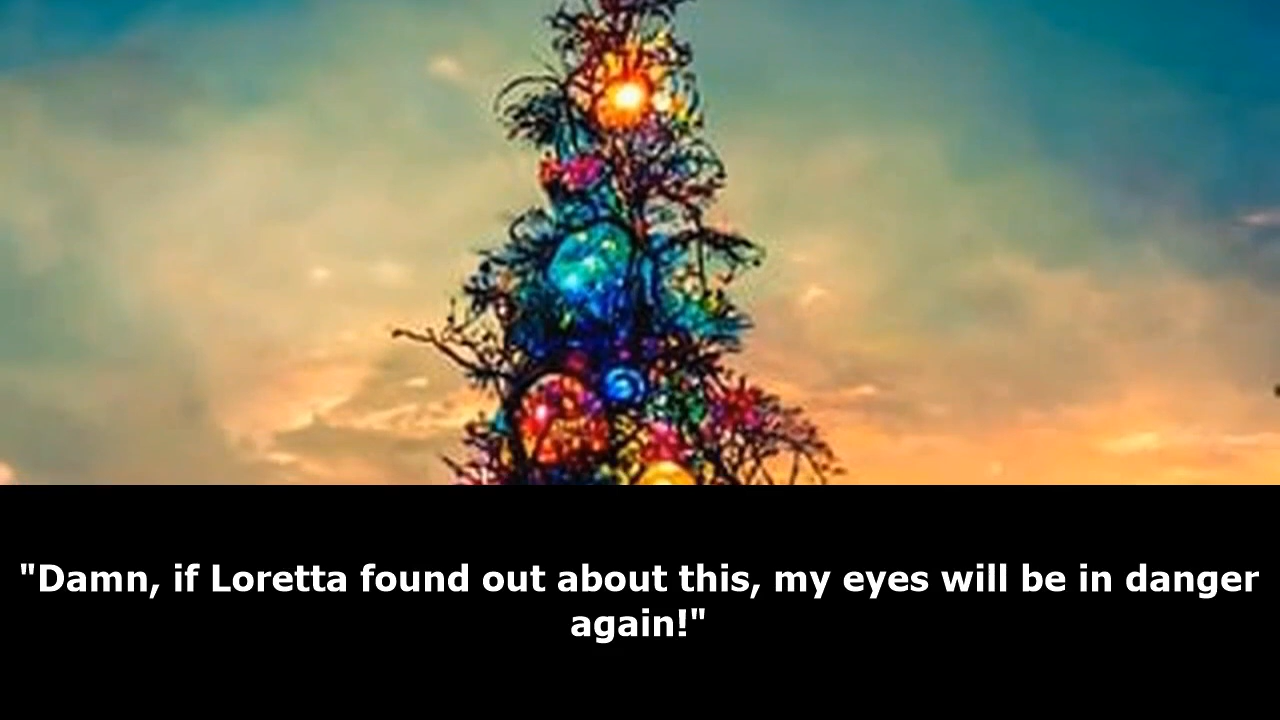 "Damn, if Loretta found out about this, my eyes will be in danger
again!"